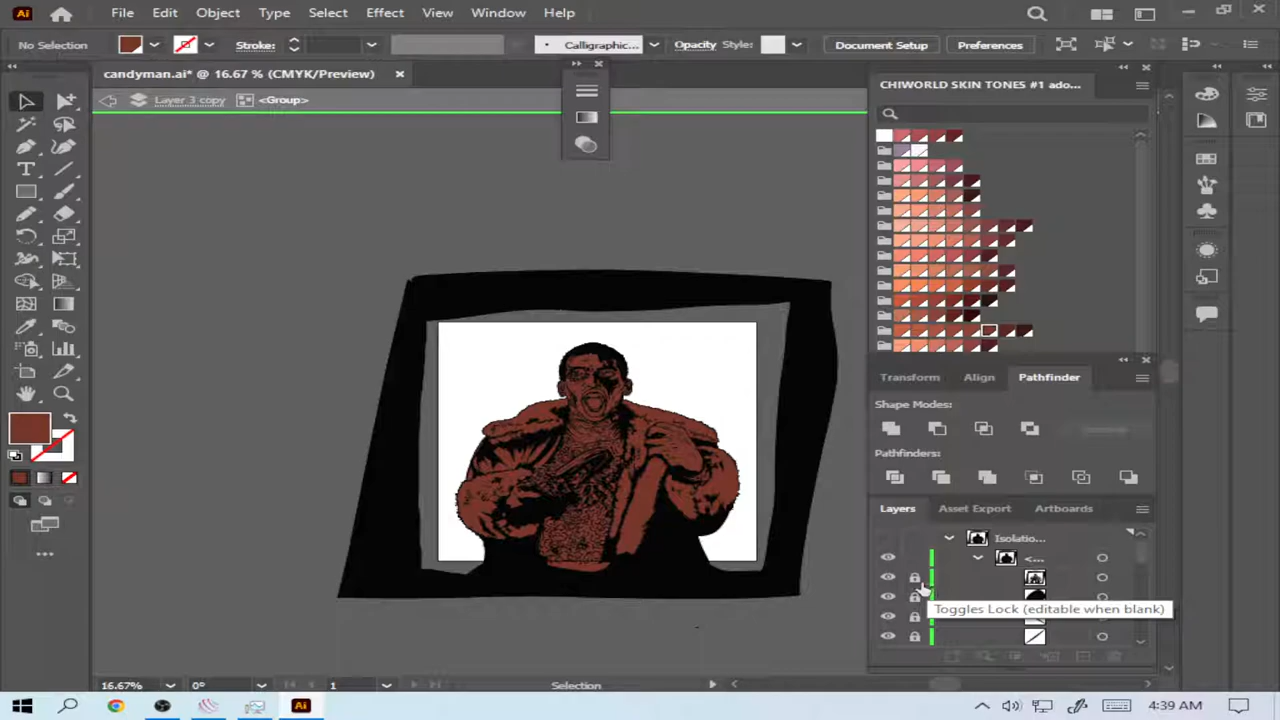 Ai File Edit Object Type Select Effect View Window Help
No Selection Stroke: Calligraphic... Opacity Style: Document Setup Preferences
candyman.ai* @ 16.67 % (CMYK/Preview)
Layer 3 copy <Group>
CHIWORLD SKIN TONES #1 ado...
Transform Align Pathfinder
Shape Modes:
Pathfinders:
Layers Asset Export Artboards
Isolatio...
<...
Toggles Lock (editable when blank)
16.67% 0° 1 Selection
Ai 4:39 AM